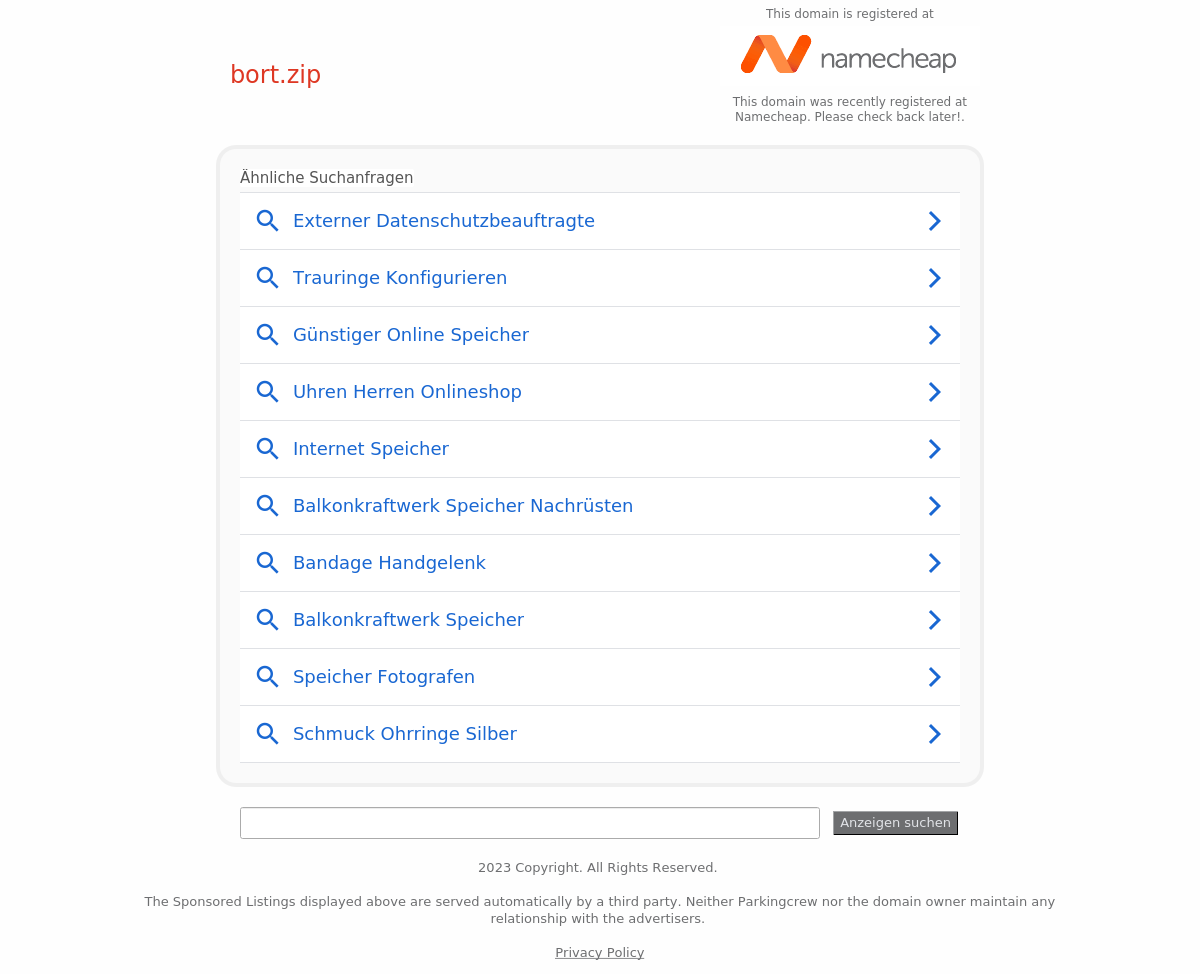 This domain is registered at
namecheap
bort.zip
This domain was recently registered at
Namecheap. Please check back later!.
Ähnliche Suchanfragen
Externer Datenschutzbeauftragte
Trauringe Konfigurieren
Günstiger Online Speicher
Uhren Herren Onlineshop
Internet Speicher
Balkonkraftwerk Speicher Nachrüsten
Bandage Handgelenk
Balkonkraftwerk Speicher
Speicher Fotografen
Schmuck Ohrringe Silber
Anzeigen suchen
2023 Copyright. All Rights Reserved.
The Sponsored Listings displayed above are served automatically by a third party. Neither Parkingcrew nor the domain owner maintain any
relationship with the advertisers.
Privacy Policy